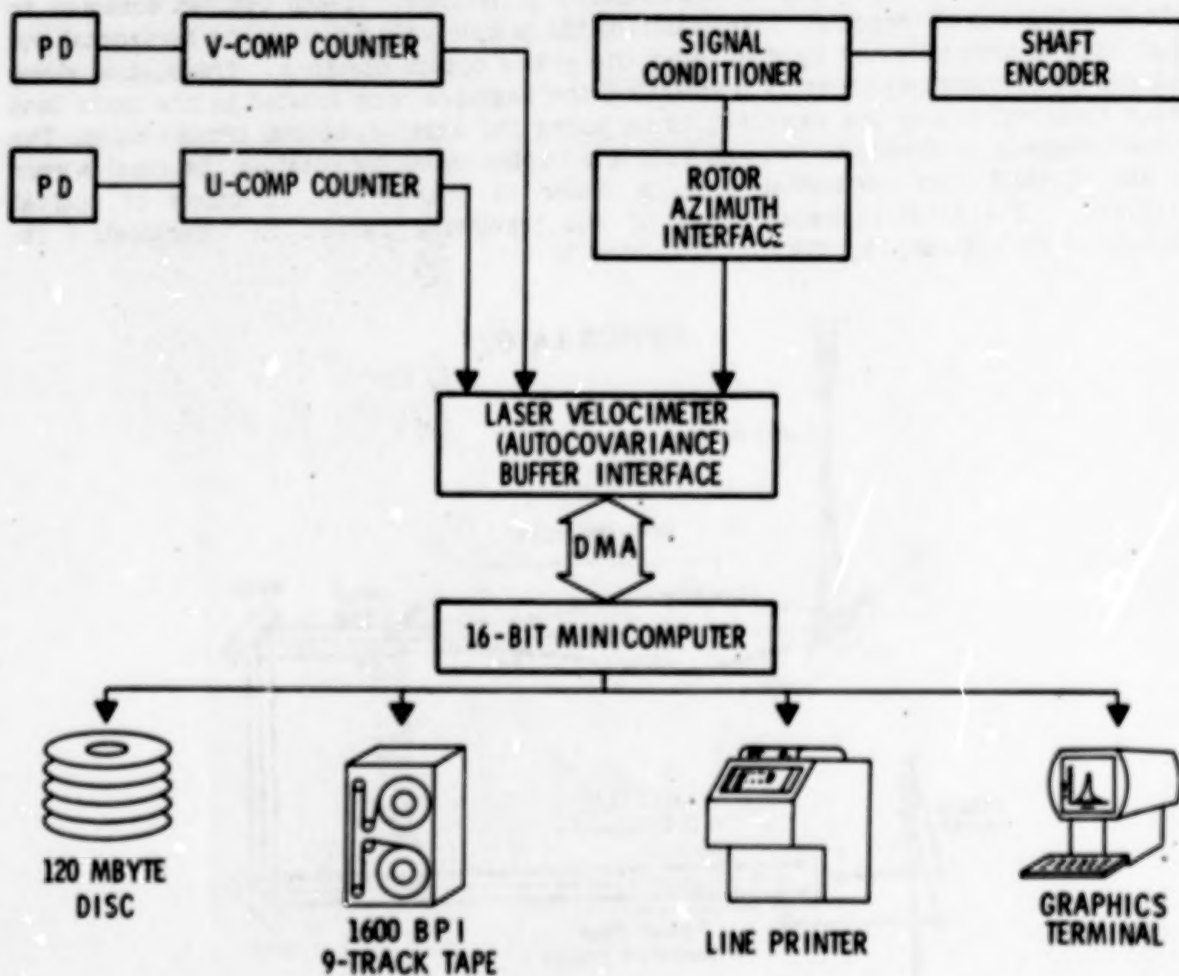 PD
V-COMP COUNTER
SIGNAL
CONDITIONER
SHAFT
ENCODER
PD
U-COMP COUNTER
ROTOR
AZIMUTH
INTERFACE
LASER VELOCIMETER
(AUTOCOVARIANCE)
BUFFER INTERFACE
DMA
16-BIT MINICOMPUTER
120 MBYTE
DISC
1600 BPI
9-TRACK TAPE
LINE PRINTER
GRAPHICS
TERMINAL